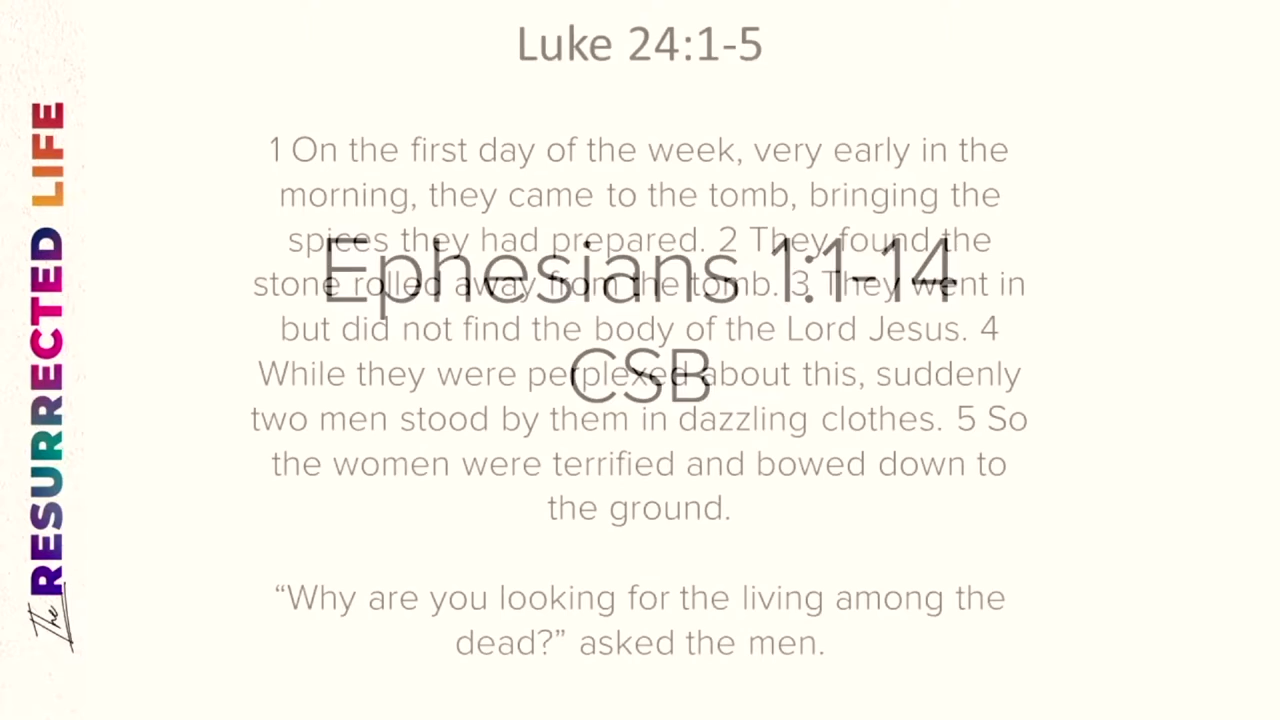 The RESURRECTED LIFE
Luke 24:1-5
1 On the first day of the week, very early in the
morning, they came to the tomb, bringing the
spices they had prepared. 2 They found the
stone rolled away from the tomb. 3 They went in
but did not find the body of the Lord Jesus. 4
While they were perplexed about this, suddenly
two men stood by them in dazzling clothes. 5 So
the women were terrified and bowed down to
the ground.
“Why are you looking for the living among the
dead?” asked the men.
Ephesians 1:1-14
CSB